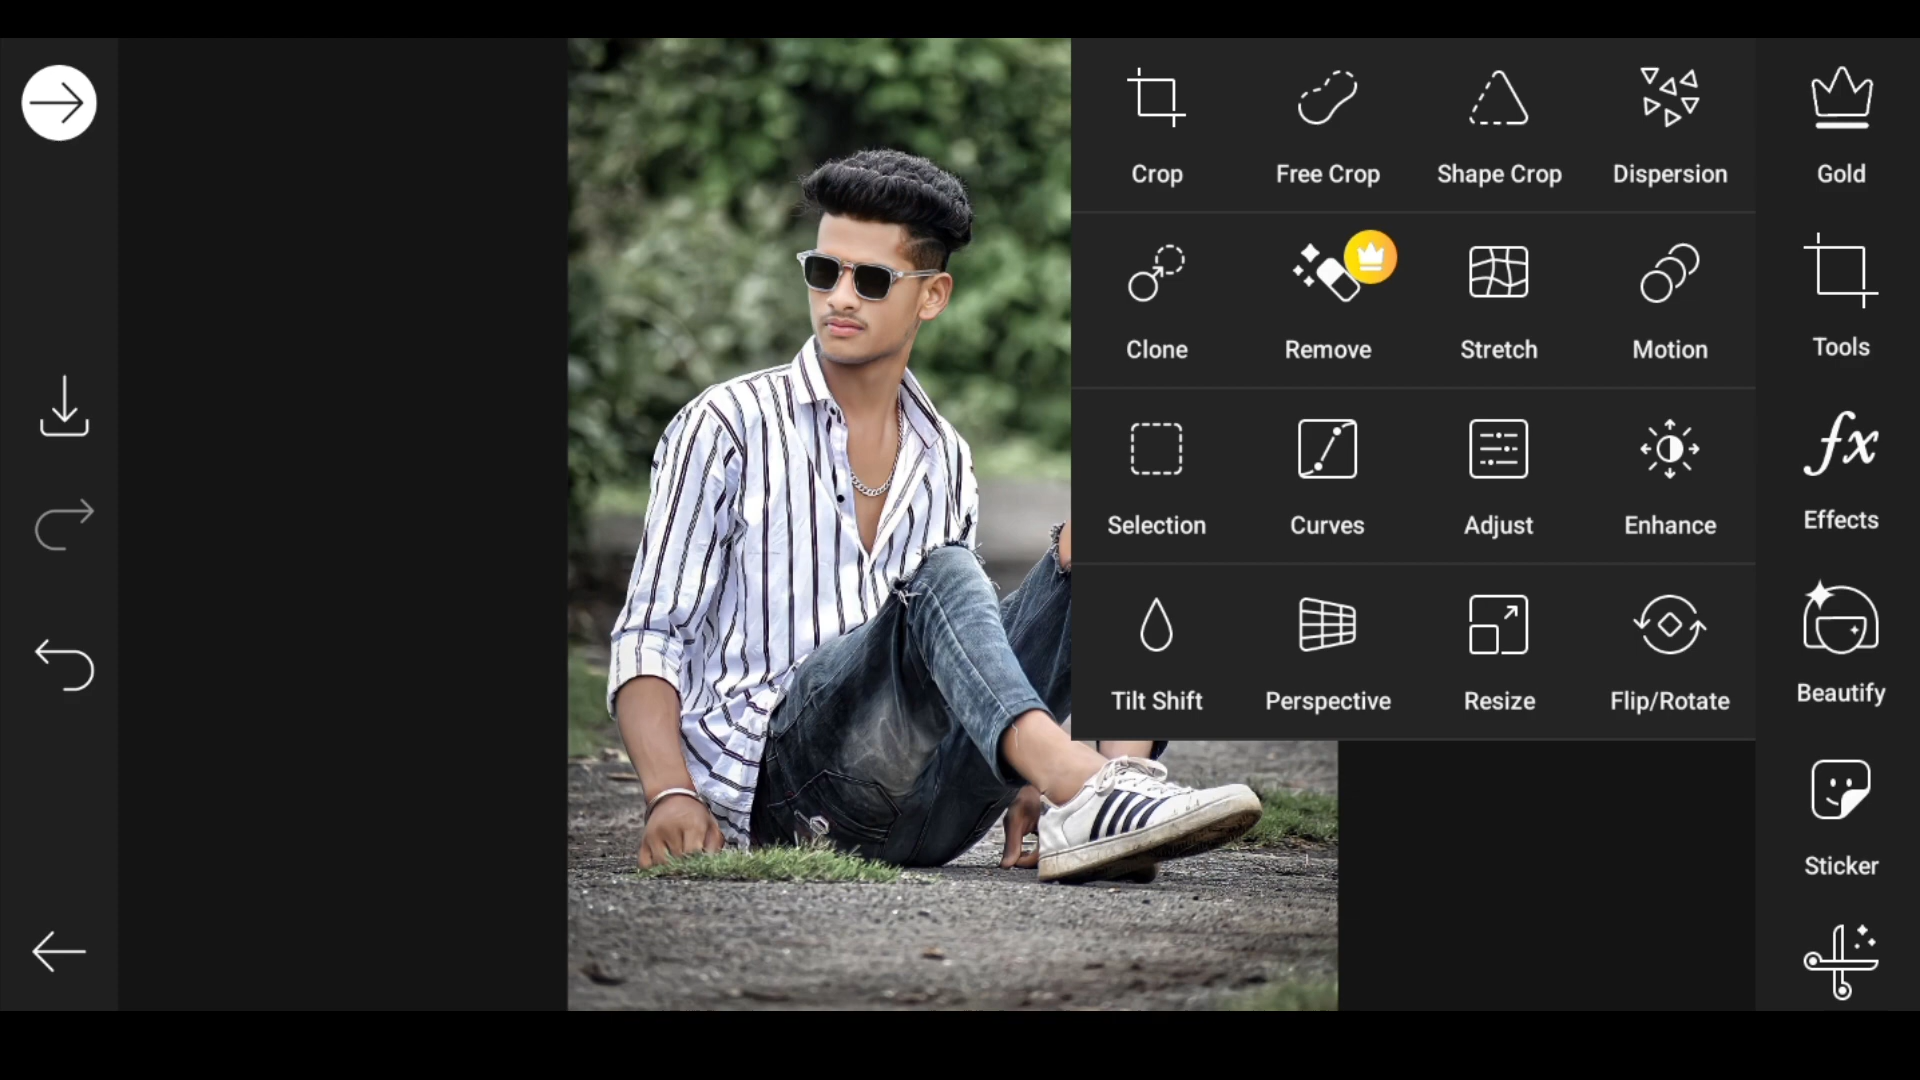 Crop
Free Crop
Shape Crop
Dispersion
Gold
Clone
Remove
Stretch
Motion
Tools
Selection
Curves
Adjust
Enhance
fx
Effects
Tilt Shift
Perspective
Resize
Flip/Rotate
Beautify
Sticker